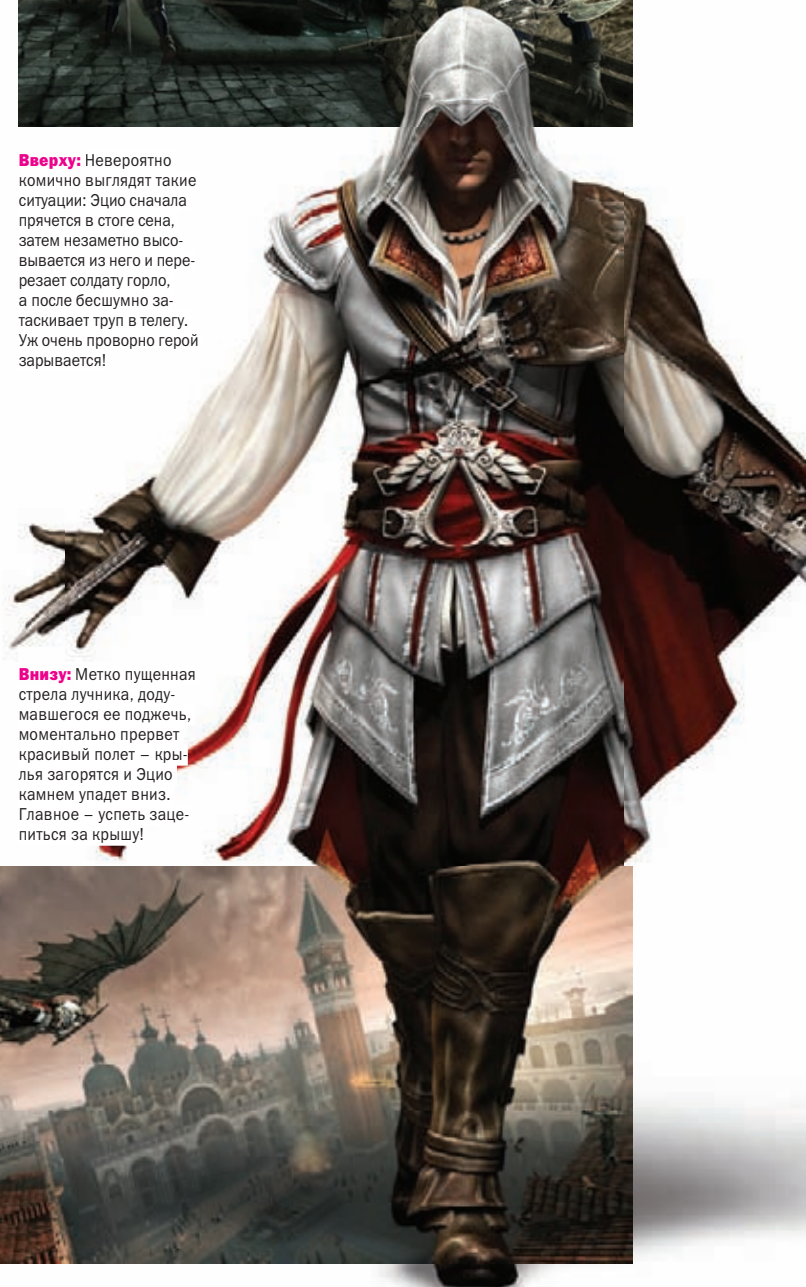 Вверху: Невероятно
комично выглядят такие
ситуации: Эцио сначала
прячется в стоге сена,
затем незаметно высо-
вывается из него и пере-
резает солдату горло,
а после бесшумно за-
таскивает труп в телегу.
Уж очень проворно герой
зарывается!
Внизу: Метко пущенная
стрела лучника, доду-
мавшегося ее поджечь,
моментально прервет
красивый полет – кры-
лья загорятся и Эцио
камнем упадет вниз.
Главное – успеть заце-
питься за крышу!